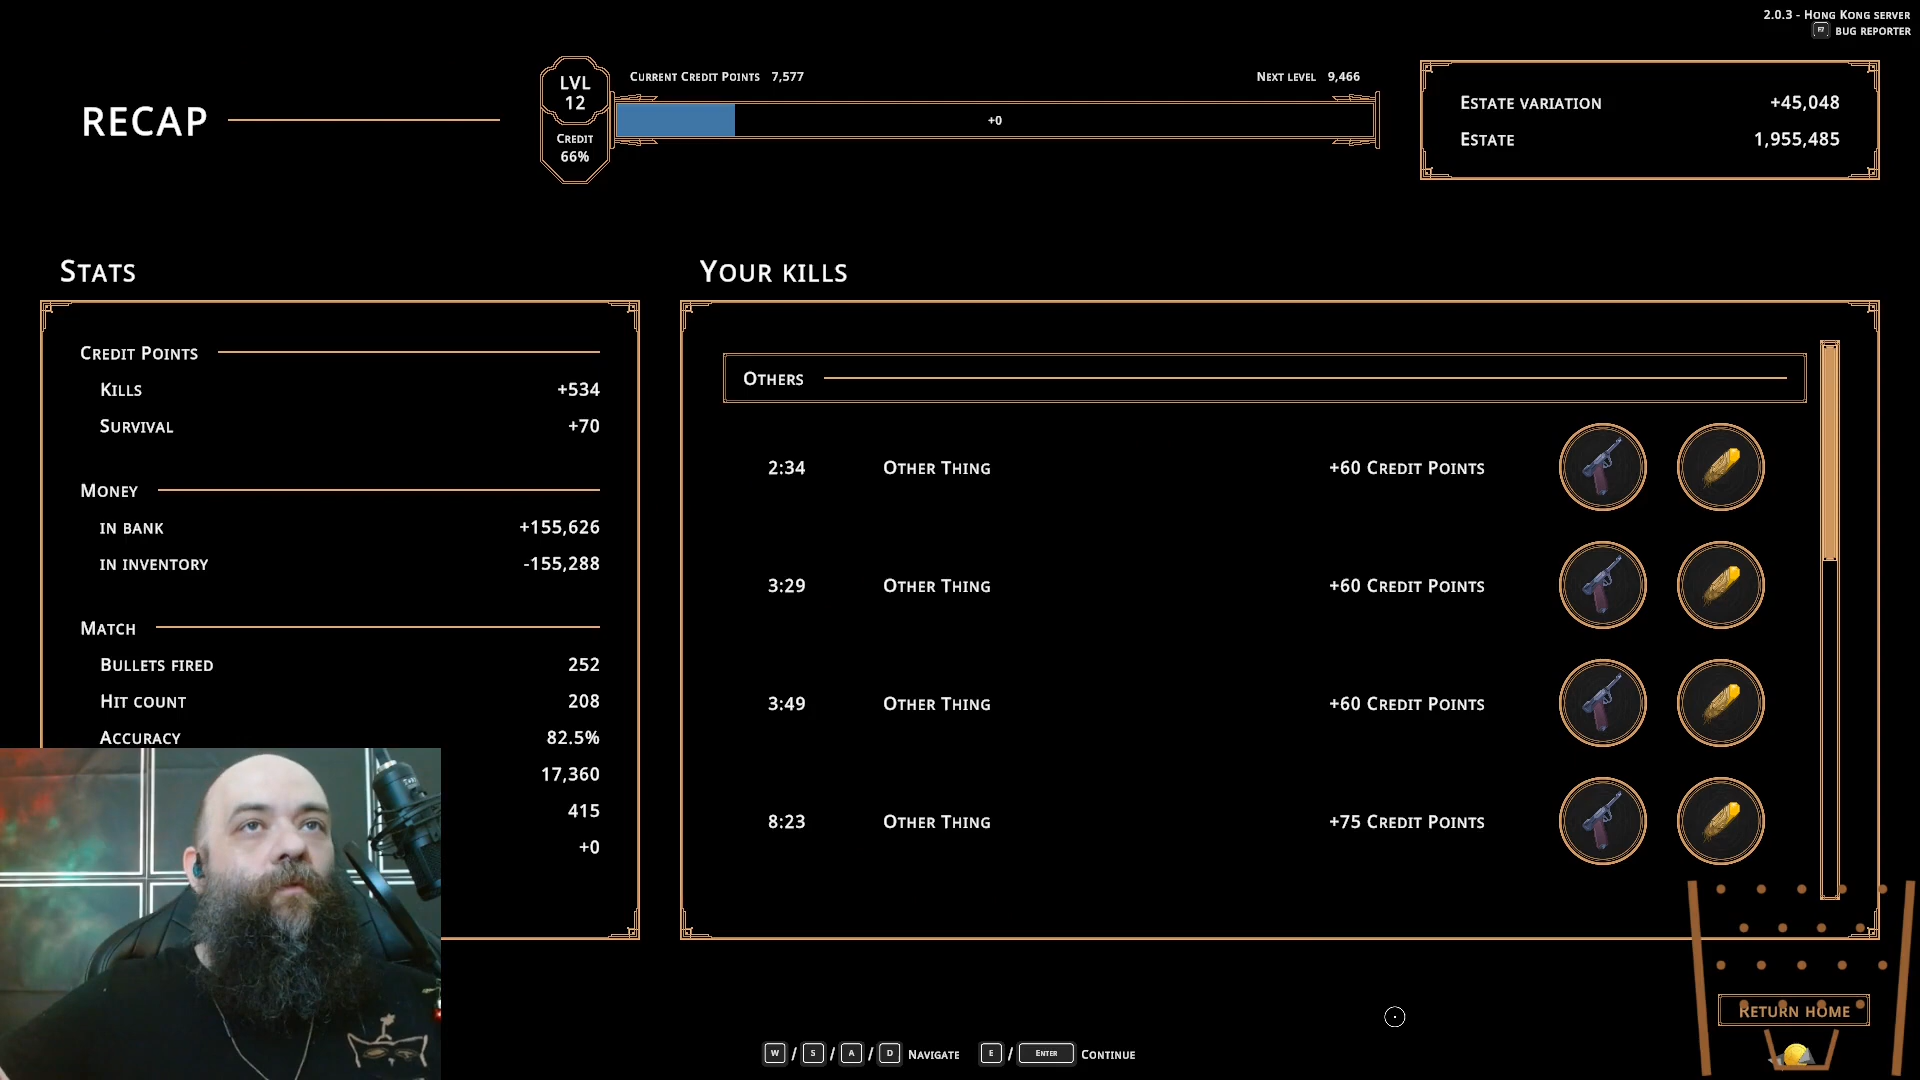 2.0.3 - Hong Kong server
E7 BUG REPORTER
LVL
12
Credit
66%
Current Credit Points 7,577
Next level 9,466
+0
RECAP
Estate variation +45,048
Estate 1,955,485
Stats
Credit Points
Kills +534
Survival +70
Money
in bank +155,626
in inventory -155,288
Match
Bullets fired 252
Hit count 208
Accuracy 82.5%
17,360
415
+0
Your kills
Others
2:34 Other Thing +60 Credit Points
3:29 Other Thing +60 Credit Points
3:49 Other Thing +60 Credit Points
8:23 Other Thing +75 Credit Points
Return home
W / S / A / D Navigate E / Enter Continue